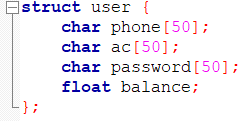 struct user {
char phone[50];
char ac[50];
char password[50];
float balance;
};